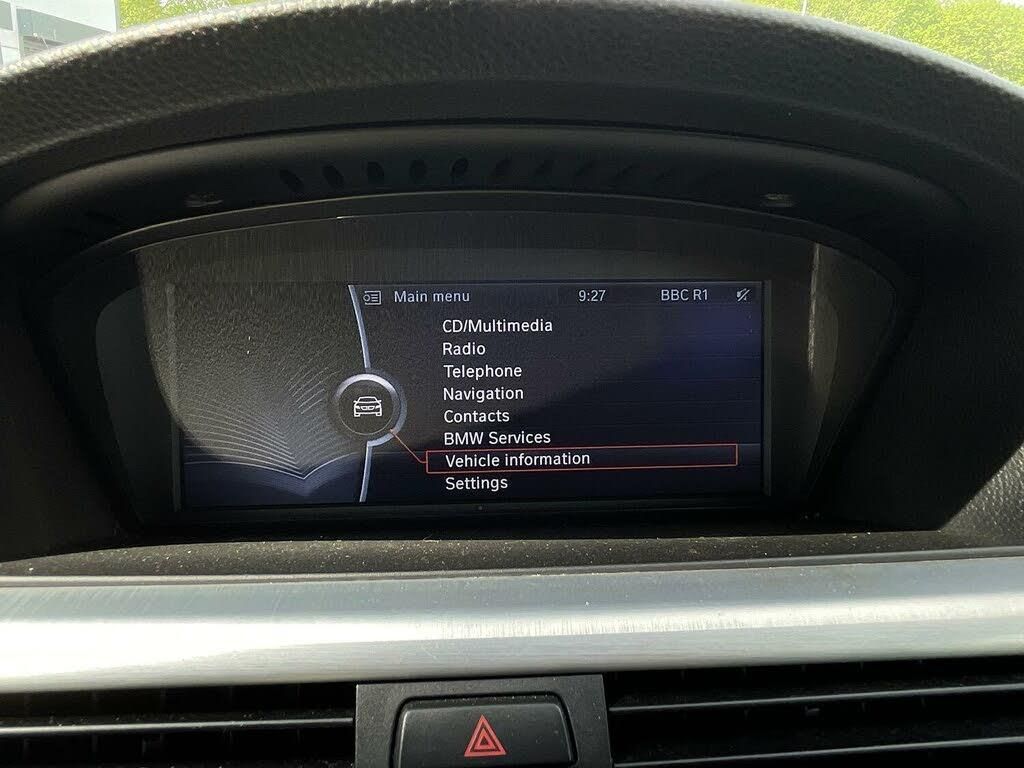 Main menu 9:27 BBC R1
CD/Multimedia
Radio
Telephone
Navigation
Contacts
BMW Services
Vehicle information
Settings